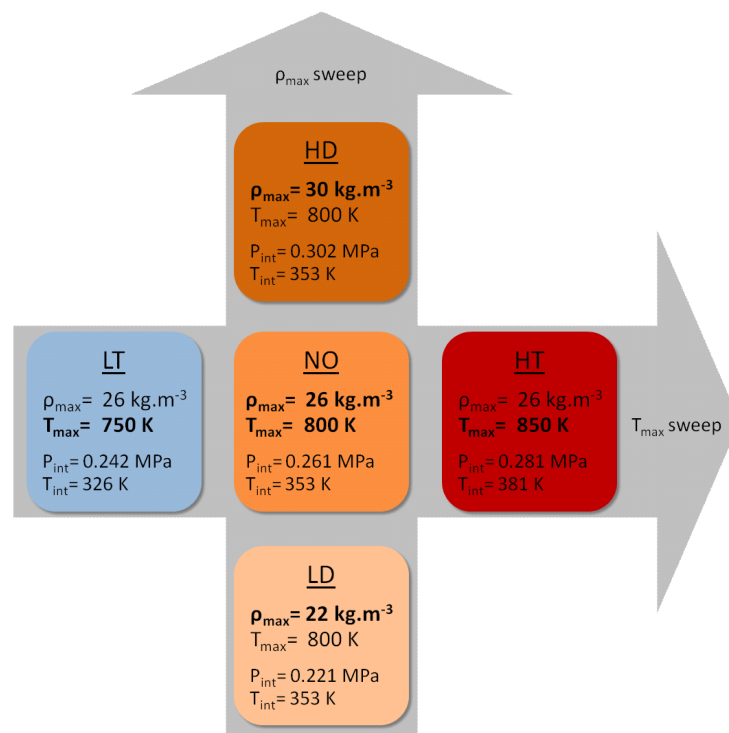 ρmax sweep
HD
ρmax= 30 kg.m-3
Tmax= 800 K
Pint= 0.302 MPa
Tint= 353 K
LT
ρmax= 26 kg.m-3
Tmax= 750 K
Pint= 0.242 MPa
Tint= 326 K
NO
ρmax= 26 kg.m-3
Tmax= 800 K
Pint= 0.261 MPa
Tint= 353 K
HT
ρmax= 26 kg.m-3
Tmax= 850 K
Pint= 0.281 MPa
Tint= 381 K
Tmax sweep
LD
ρmax= 22 kg.m-3
Tmax= 800 K
Pint= 0.221 MPa
Tint= 353 K